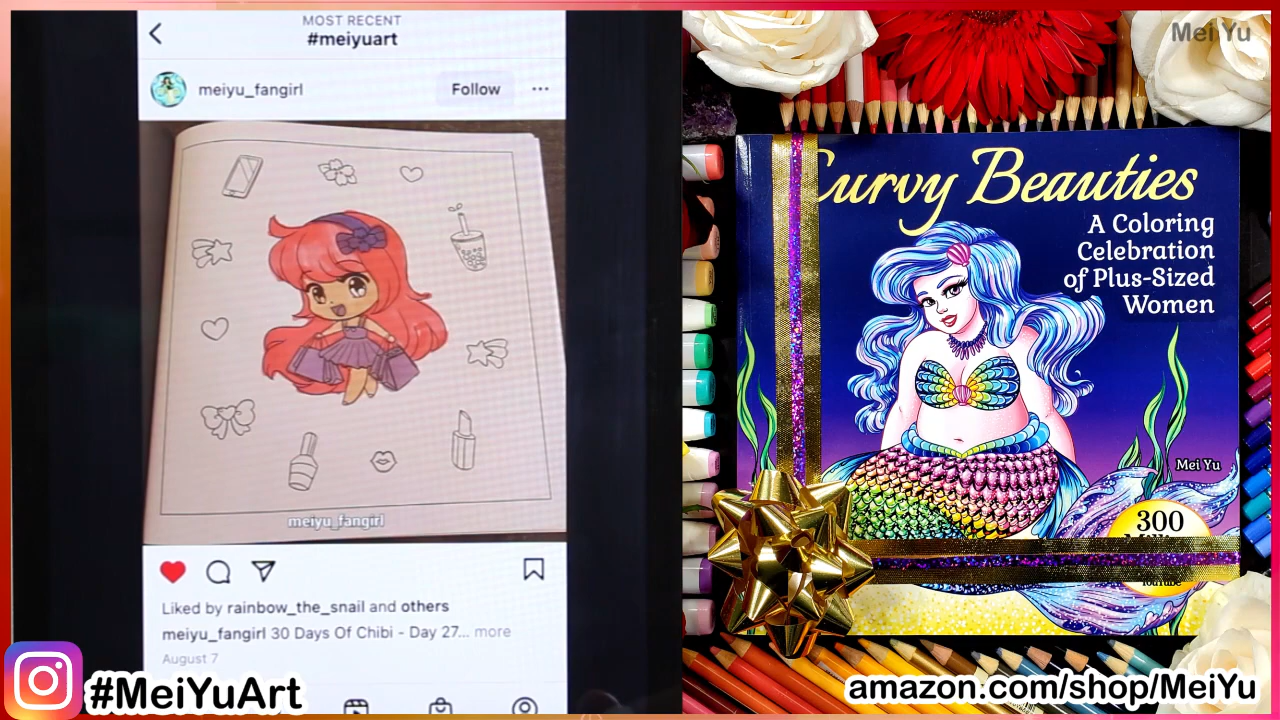 MOST RECENT
#meiyuart
meiyu_fangirl
Follow
meiyu_fangirl
Liked by rainbow_the_snail and others
meiyu_fangirl 30 Days Of Chibi - Day 27... more
August 7
#MeiYuArt
Mei Yu
Curvy Beauties
A Coloring
Celebration
of Plus-Sized
Women
Mei Yu
300
amazon.com/shop/MeiYu